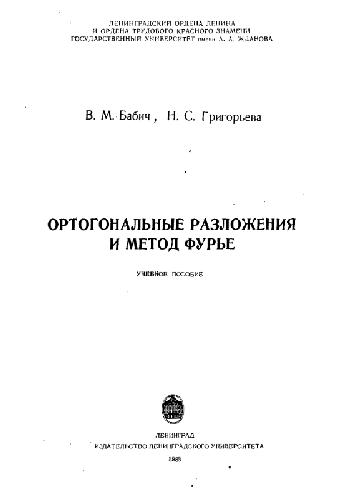 ЛЕНИНГРАДСКИЙ ОРДЕНА ЛЕНИНА
И ОРДЕНА ТРУДОВОГО КРАСНОГО ЗНАМЕНИ
ГОСУДАРСТВЕННЫЙ УНИВЕРСИТЕТ имени А. А. ЖДАНОВА
В. М. Бабич, Н. С. Григорьева
ОРТОГОНАЛЬНЫЕ РАЗЛОЖЕНИЯ
И МЕТОД ФУРЬЕ
УЧЕБНОЕ ПОСОБИЕ
ЛЕНИНГРАД
ИЗДАТЕЛЬСТВО ЛЕНИНГРАДСКОГО УНИВЕРСИТЕТА